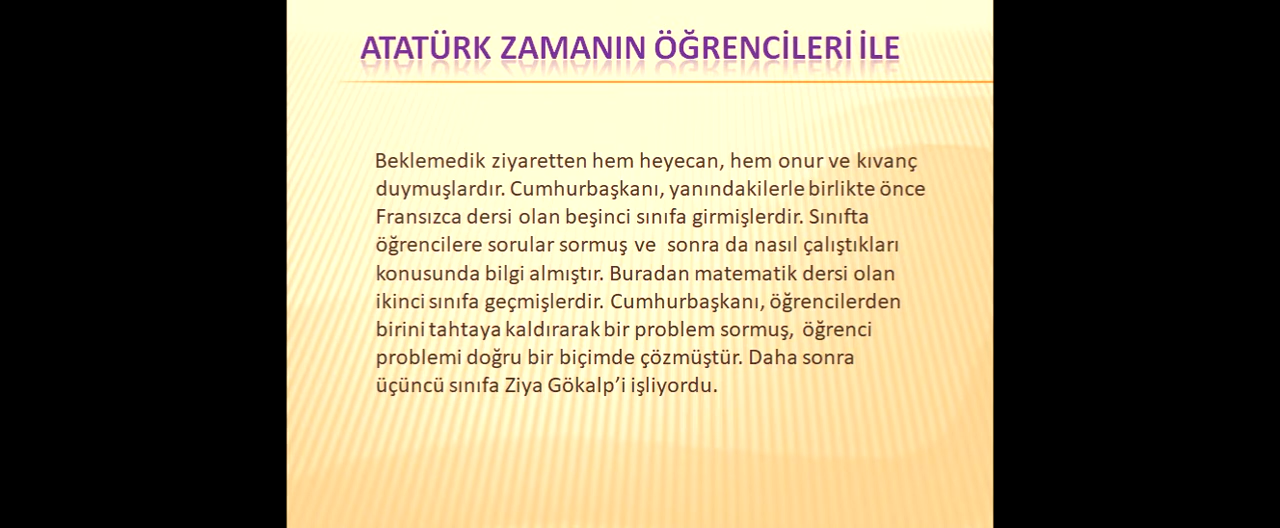 ATATÜRK ZAMANIN ÖĞRENCİLERİ İLE
Beklemedik ziyaretten hem heyecan, hem onur ve kıvanç
duymuşlardır. Cumhurbaşkanı, yanındakilerle birlikte önce
Fransızca dersi olan beşinci sınıfa girmişlerdir. Sınıfta
öğrencilere sorular sormuş ve sonra da nasıl çalıştıkları
konusunda bilgi almıştır. Buradan matematik dersi olan
ikinci sınıfa geçmişlerdir. Cumhurbaşkanı, öğrencilerden
birini tahtaya kaldırarak bir problem sormuş, öğrenci
problemi doğru bir biçimde çözmüştür. Daha sonra
üçüncü sınıfa Ziya Gökalp’i işliyordu.